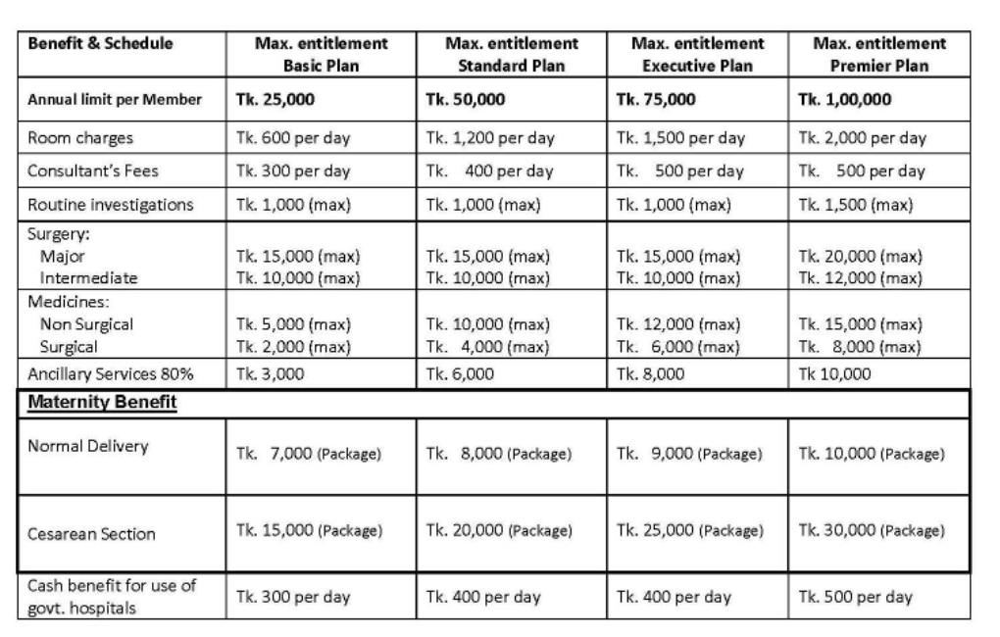 Benefit & Schedule Max. entitlement Max. entitlement Max. entitlement Max. entitlement
Basic Plan Standard Plan Executive Plan Premier Plan
Annual limit per Member Tk. 25,000 Tk. 50,000 Tk. 75,000 Tk. 1,00,000
Room charges Tk. 600 per day Tk. 1,200 per day Tk. 1,500 per day Tk. 2,000 per day
Consultant's Fees Tk. 300 per day Tk. 400 per day Tk. 500 per day Tk. 500 per day
Routine investigations Tk. 1,000 (max) Tk. 1,000 (max) Tk. 1,000 (max) Tk. 1,500 (max)
Surgery:
Major Tk. 15,000 (max) Tk. 15,000 (max) Tk. 15,000 (max) Tk. 20,000 (max)
Intermediate Tk. 10,000 (max) Tk. 10,000 (max) Tk. 10,000 (max) Tk. 12,000 (max)
Medicines:
Non Surgical Tk. 5,000 (max) Tk. 10,000 (max) Tk. 12,000 (max) Tk. 15,000 (max)
Surgical Tk. 2,000 (max) Tk. 4,000 (max) Tk. 6,000 (max) Tk. 8,000 (max)
Ancillary Services 80% Tk. 3,000 Tk. 6,000 Tk. 8,000 Tk 10,000
Maternity Benefit
Normal Delivery Tk. 7,000 (Package) Tk. 8,000 (Package) Tk. 9,000 (Package) Tk. 10,000 (Package)
Cesarean Section Tk. 15,000 (Package) Tk. 20,000 (Package) Tk. 25,000 (Package) Tk. 30,000 (Package)
Cash benefit for use of
govt. hospitals Tk. 300 per day Tk. 400 per day Tk. 400 per day Tk. 500 per day